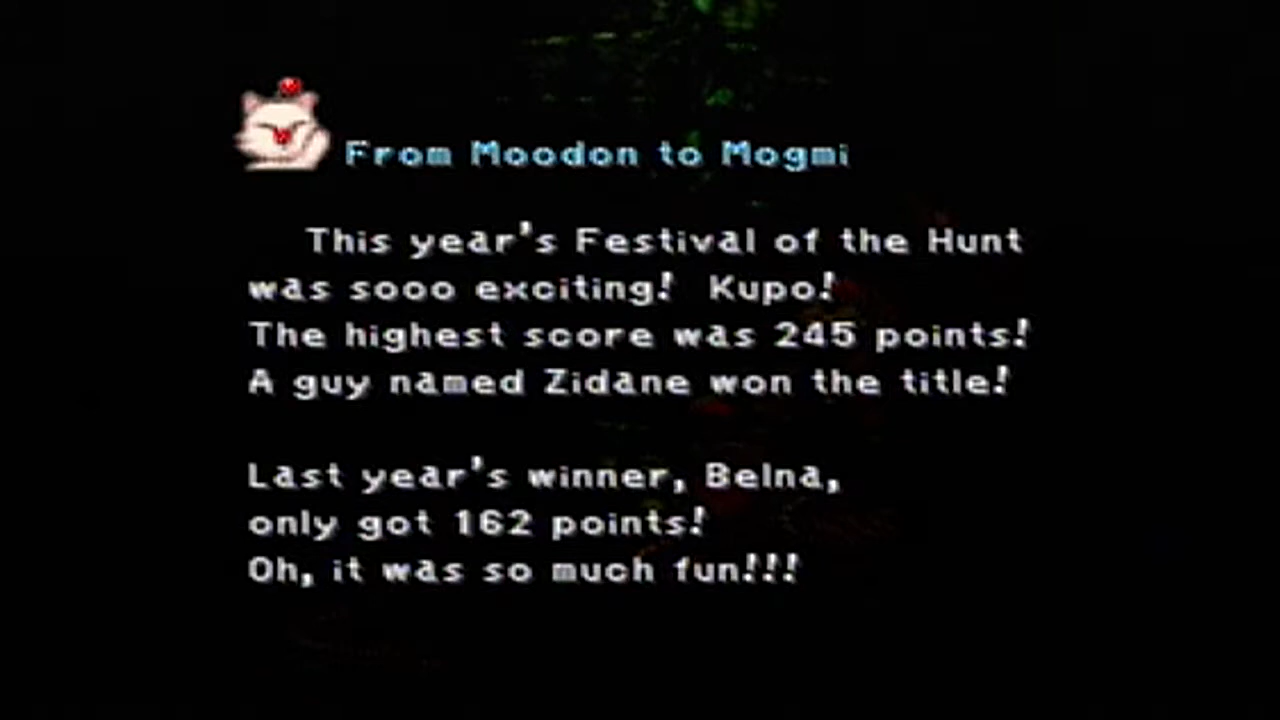 From Moodon to Mogmi
This year's Festival of the Hunt
was sooo exciting! Kupo!
The highest score was 245 points!
A guy named Zidane won the title!
Last year's winner, Belna,
only got 162 points!
Oh, it was so much fun!!!